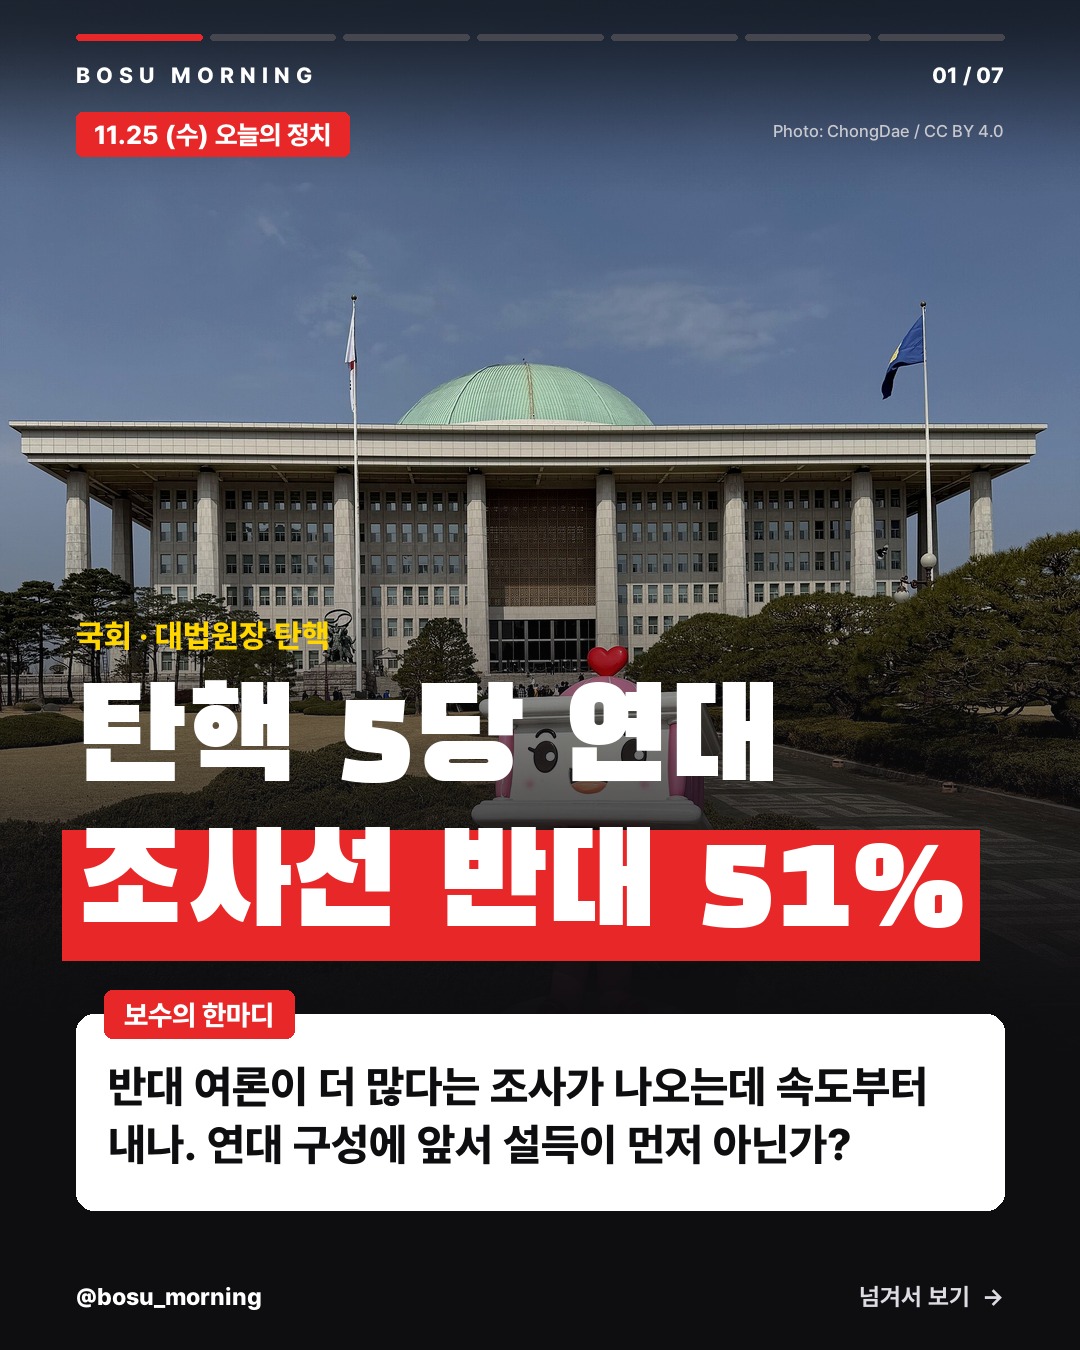 BOSU MORNING
01 / 07
11.25 (수) 오늘의 정치
Photo: ChongDae / CC BY 4.0
국회 · 대법원장 탄핵
탄핵 5당 연대
조사선 반대 51%
보수의 한마디
반대 여론이 더 많다는 조사가 나오는데 속도부터
내나. 연대 구성에 앞서 설득이 먼저 아닌가?
@bosu_morning
넘겨서 보기 →